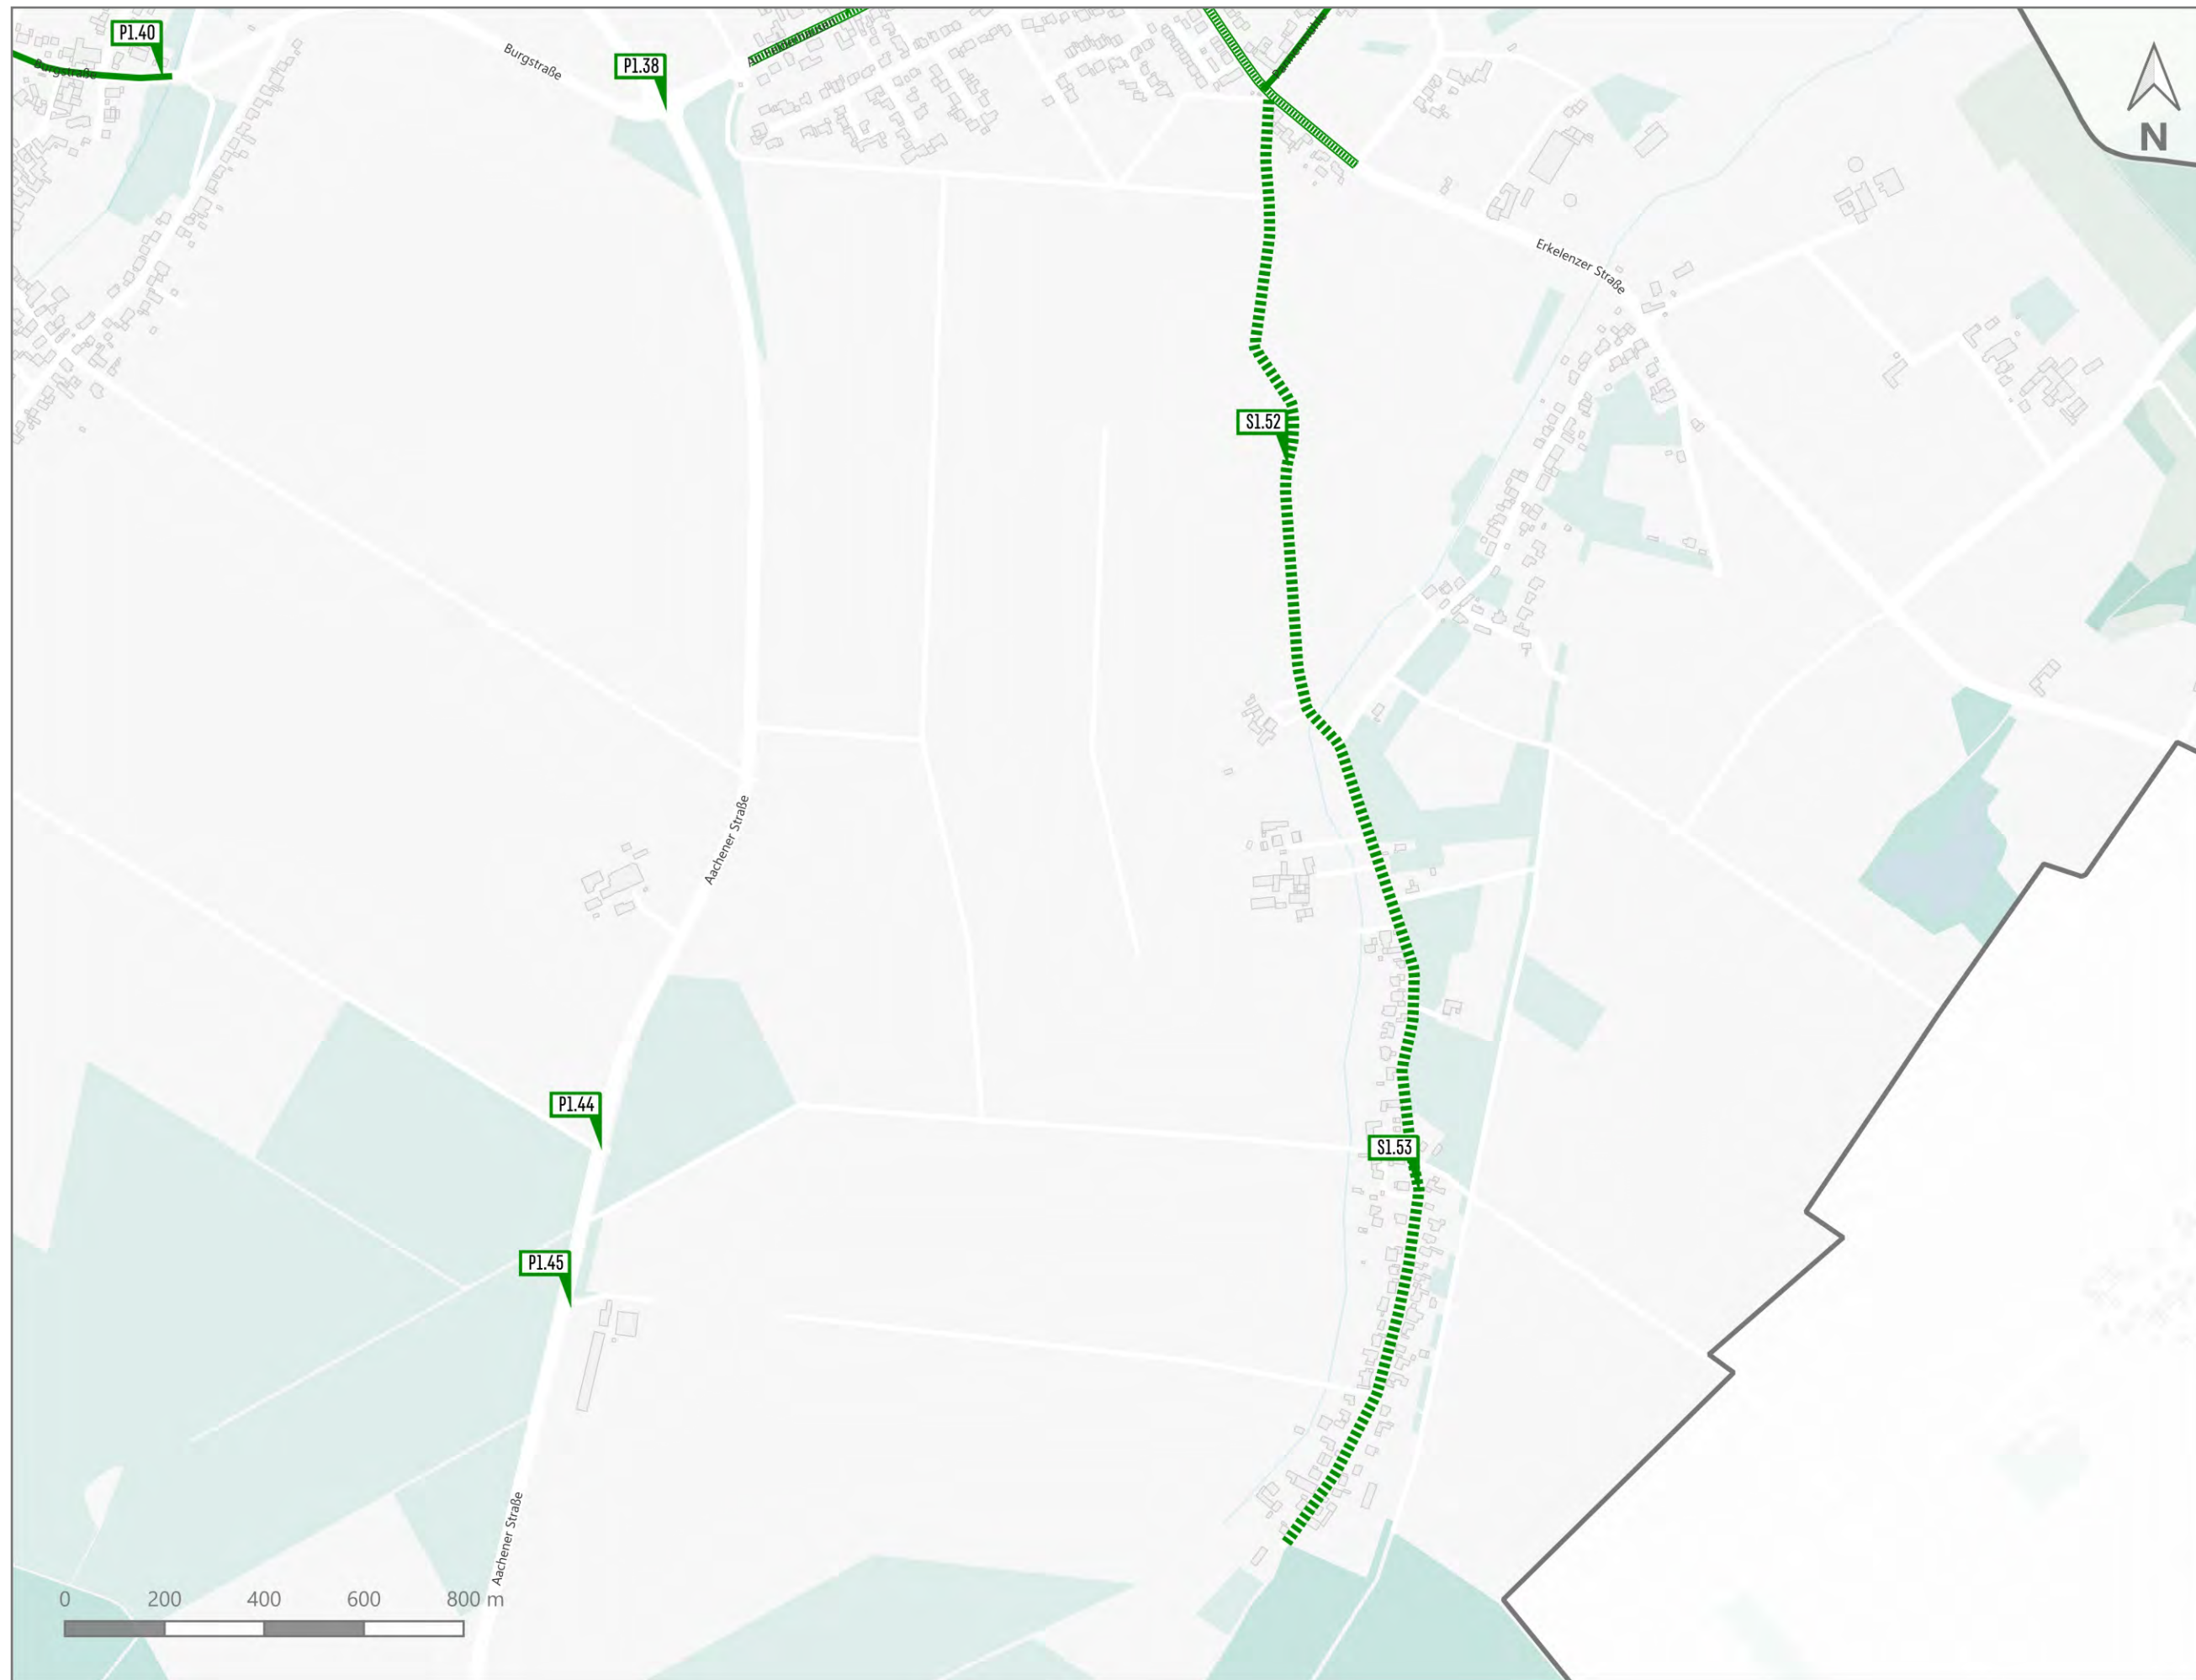 P1.40
Burgstraße
Burgstraße
P1.38
N
S1.52
Erkelenzer Straße
Aachener Straße
P1.44
S1.53
P1.45
Aachener Straße
0 200 400 600 800 m